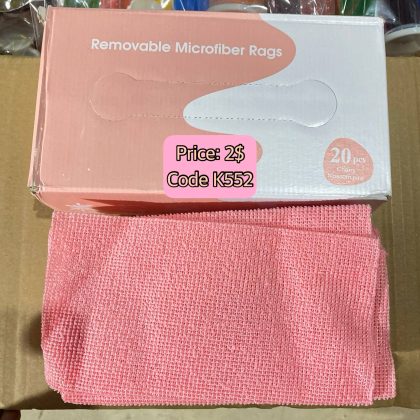 Removable Microfiber Rags
Price: 2$
Code K552
20 pcs